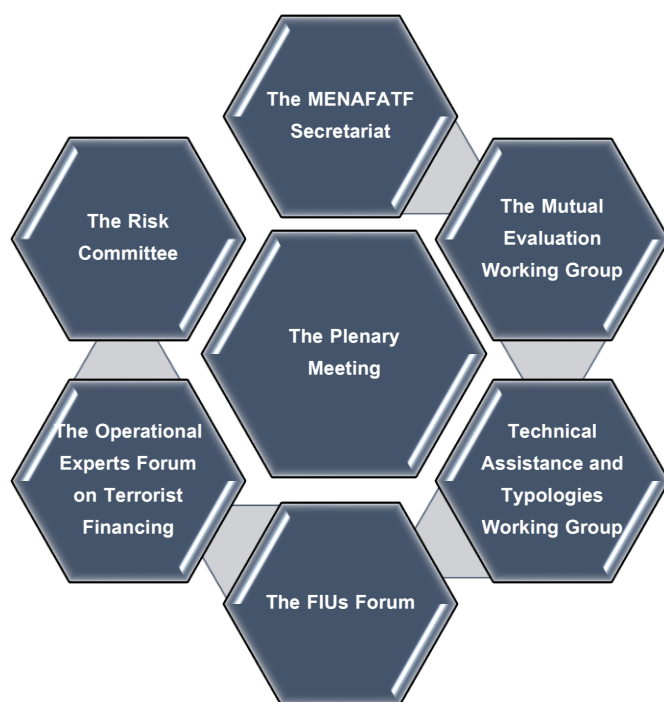 The MENAFATF
Secretariat
The Risk
Committee
The Mutual
Evaluation
Working Group
The Plenary
Meeting
The Operational
Experts Forum
on Terrorist
Financing
Technical
Assistance and
Typologies
Working Group
The FIUs Forum